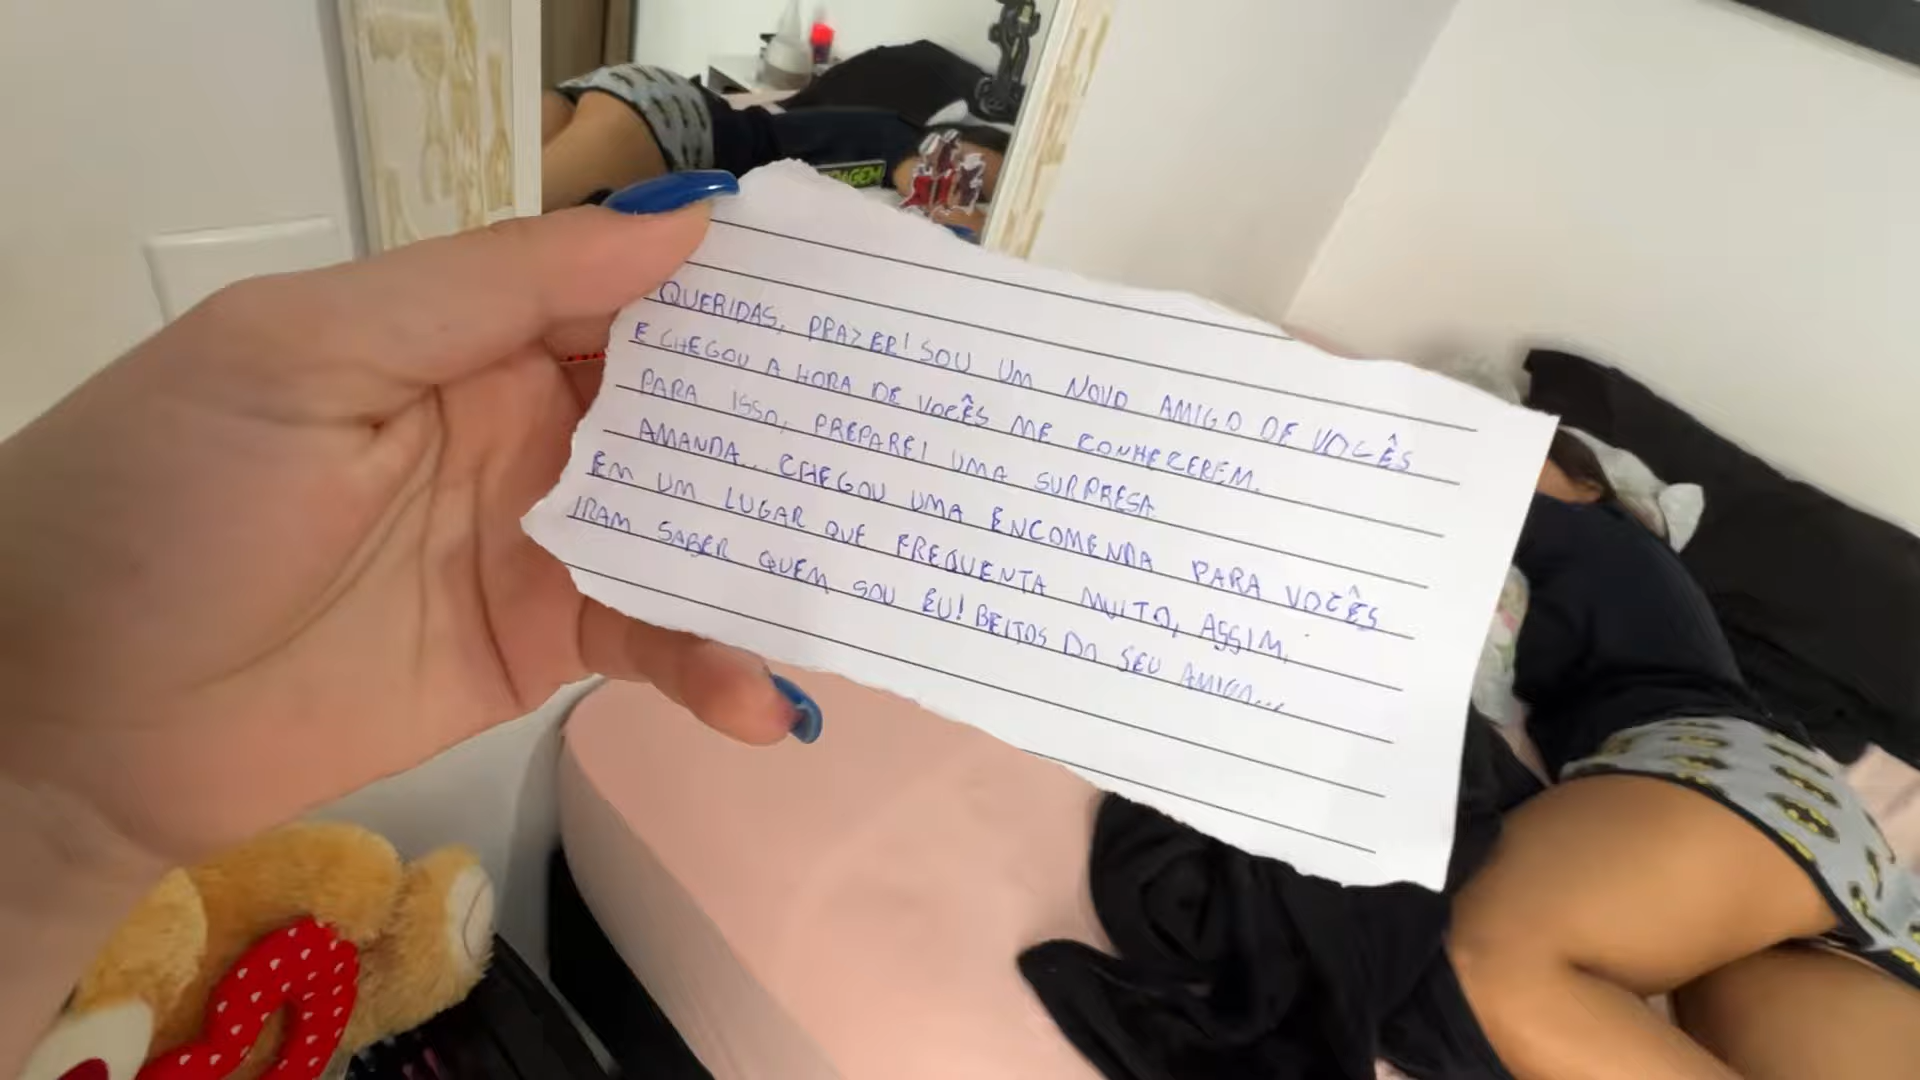 RAGEM
QUERIDAS, PRAZER! SOU UM NOVO AMIGO DE VOCÊS
E CHEGOU A HORA DE VOCÊS ME CONHECEREM.
PARA ISSO, PREPAREI UMA SURPRESA
AMANDA... CHEGOU UMA ENCOMENDA PARA VOCÊS
EM UM LUGAR QUE FREQUENTA MUITO, ASSIM,
IRAM SABER QUEM SOU EU! BEIJOS DO SEU AMIGO...